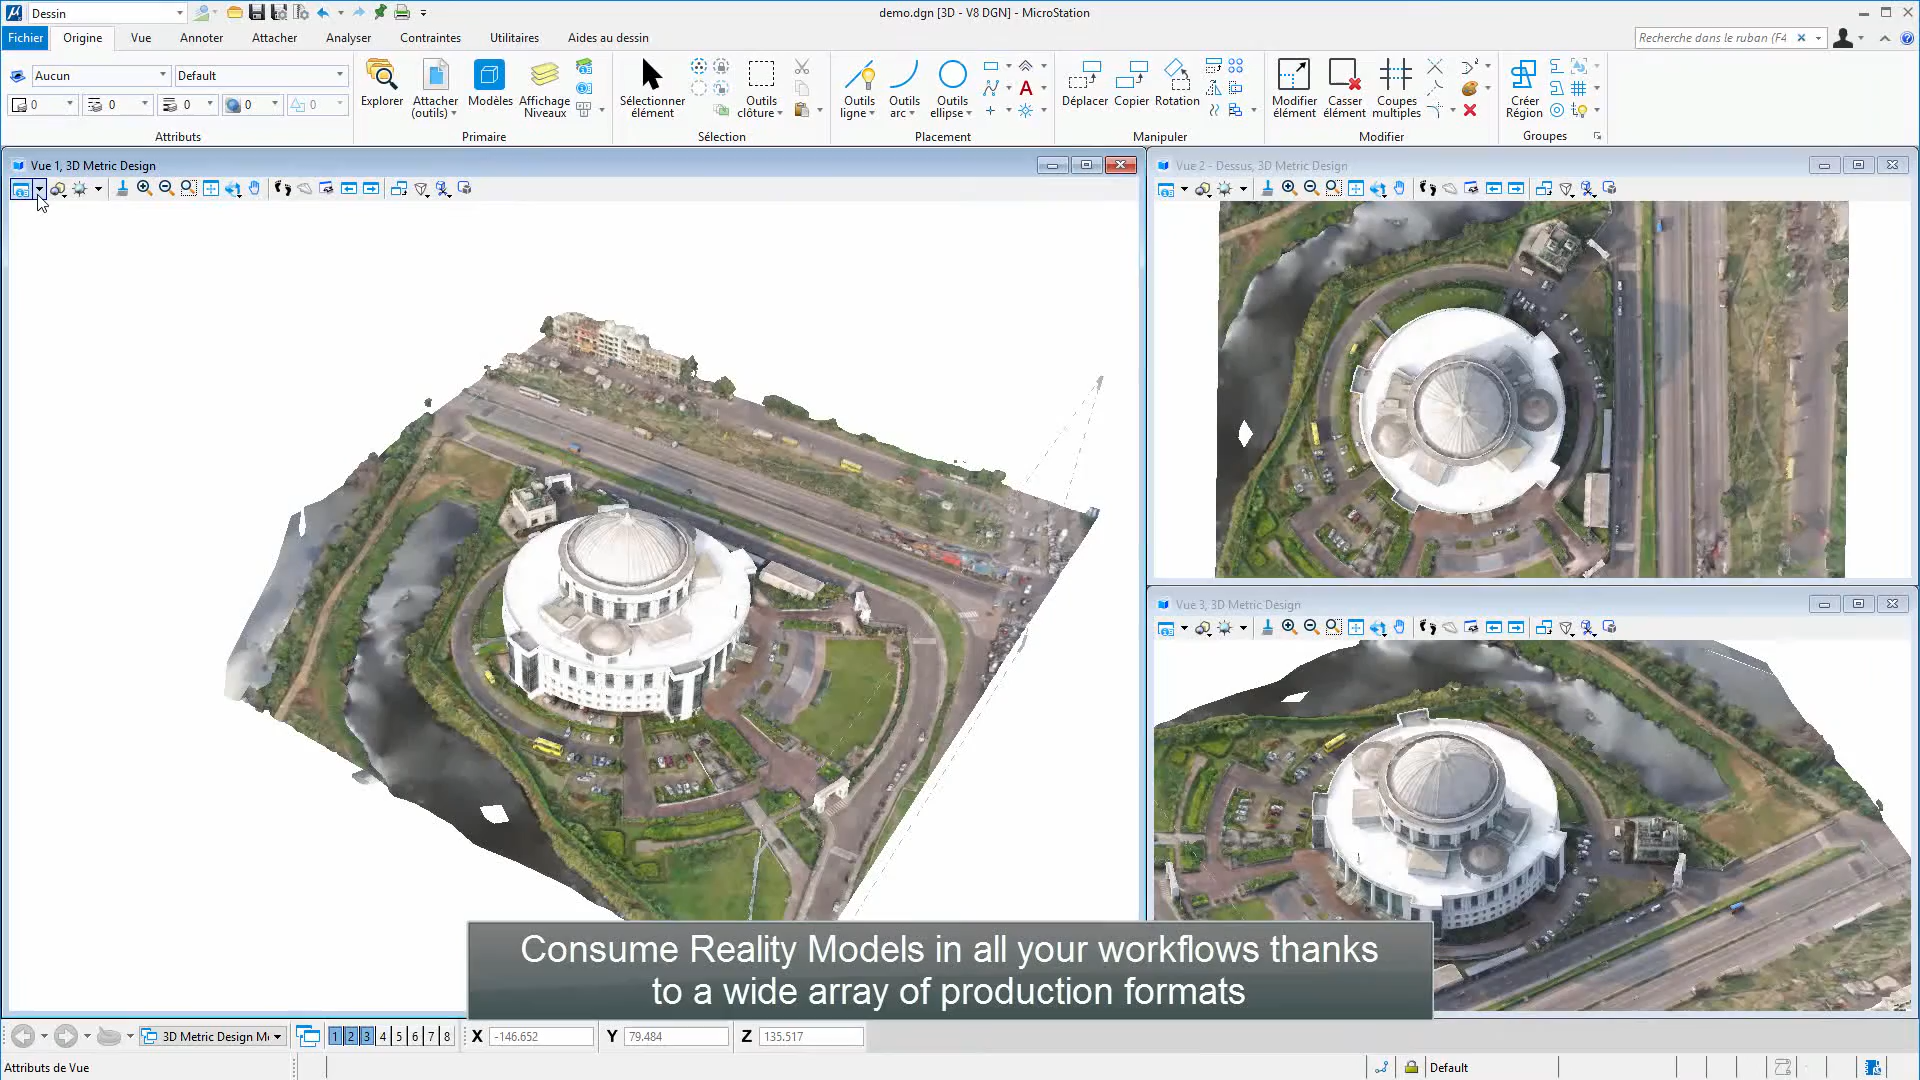 Dessin
demo.dgn [3D - V8 DGN] - MicroStation
Fichier
Origine
Vue
Annoter
Attacher
Analyser
Contraintes
Utilitaires
Aides au dessin
Recherche dans le ruban (F4
Aucun
Default
0
0
0
0
0
Attributs
Explorer
Attacher
(outils)
Modèles
Affichage
Niveaux
Primaire
Sélectionner
élément
Outils
clôture
Sélection
Outils
ligne
Outils
arc
Outils
ellipse
Placement
Déplacer
Copier
Rotation
Manipuler
Modifier
élément
Casser
élément
Coupes
multiples
Modifier
Créer
Région
Groupes
Vue 1, 3D Metric Design
Vue 2 - Dessus, 3D Metric Design
Vue 3, 3D Metric Design
Consume Reality Models in all your workflows thanks
to a wide array of production formats
3D Metric Design M
1 2 3 4 5 6 7 8
X -146.652
Y 79.484
Z 135.517
Attributs de Vue
Default